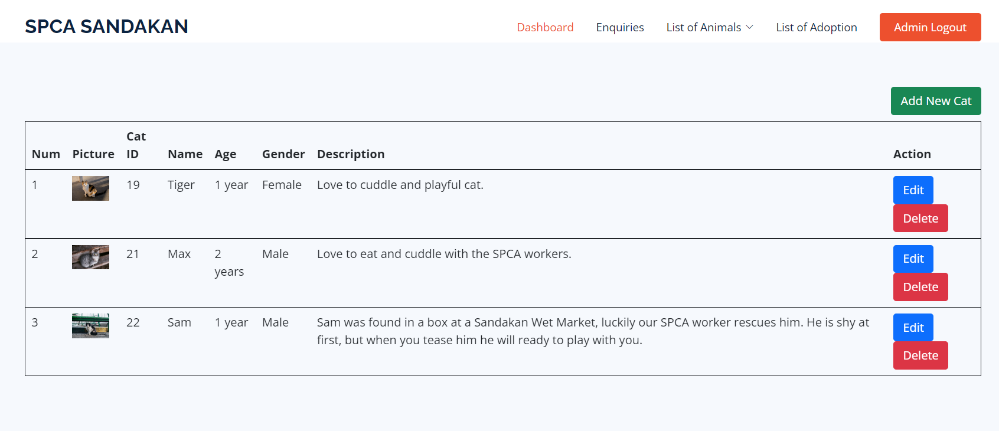 SPCA SANDAKAN
Dashboard Enquiries List of Animals List of Adoption Admin Logout
Add New Cat
Num Picture Cat ID Name Age Gender Description Action
1 19 Tiger 1 year Female Love to cuddle and playful cat. Edit
Delete
2 21 Max 2 years Male Love to eat and cuddle with the SPCA workers. Edit
Delete
3 22 Sam 1 year Male Sam was found in a box at a Sandakan Wet Market, luckily our SPCA worker rescues him. He is shy at
first, but when you tease him he will ready to play with you.
Edit
Delete